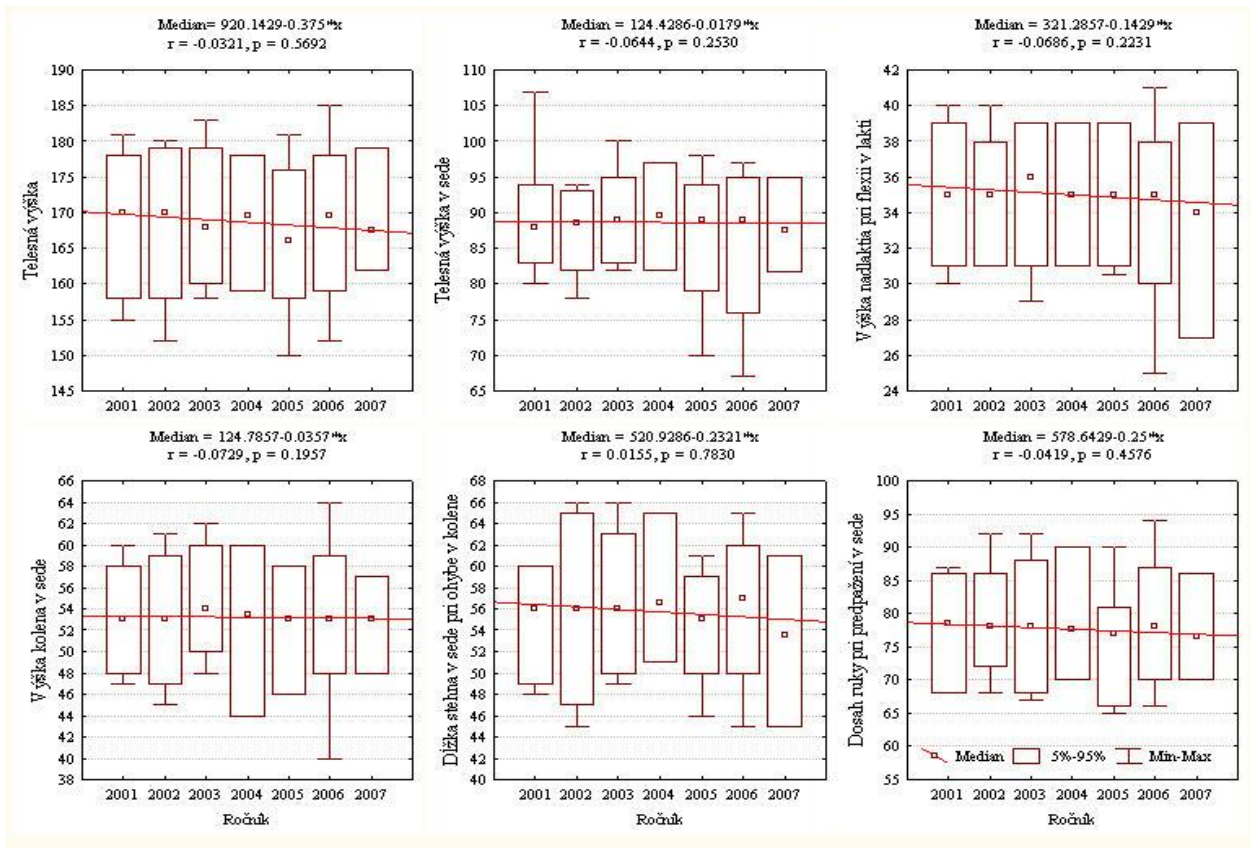 Median= 920.1429-0.375*x
r = -0.0321, p = 0.5692
Telesná výška
190
185
180
175
170
165
160
155
150
145
2001 2002 2003 2004 2005 2006 2007
Median = 124.4286-0.0179*x
r = -0.0644, p = 0.2530
Telesná výška v sede
110
105
100
95
90
85
80
75
70
65
2001 2002 2003 2004 2005 2006 2007
Median = 321.2857-0.1429*x
r = -0.0686, p = 0.2231
Výška nadlaktia pri flexii v lakti
42
40
38
36
34
32
30
28
26
24
2001 2002 2003 2004 2005 2006 2007
Median = 124.7857-0.0357*x
r = -0.0729, p = 0.1957
Výška kolena v sede
66
64
62
60
58
56
54
52
50
48
46
44
42
40
38
2001 2002 2003 2004 2005 2006 2007
Ročník
Median = 520.9286-0.2321*x
r = 0.0155, p = 0.7830
Dĺžka stehna v sede pri ohybe v kolene
68
66
64
62
60
58
56
54
52
50
48
46
44
42
40
2001 2002 2003 2004 2005 2006 2007
Ročník
Median = 578.6429-0.25*x
r = -0.0419, p = 0.4576
Dosah ruky pri predpažení v sede
100
95
90
85
80
75
70
65
60
55
Median 5%-95% Min-Max
2001 2002 2003 2004 2005 2006 2007
Ročník